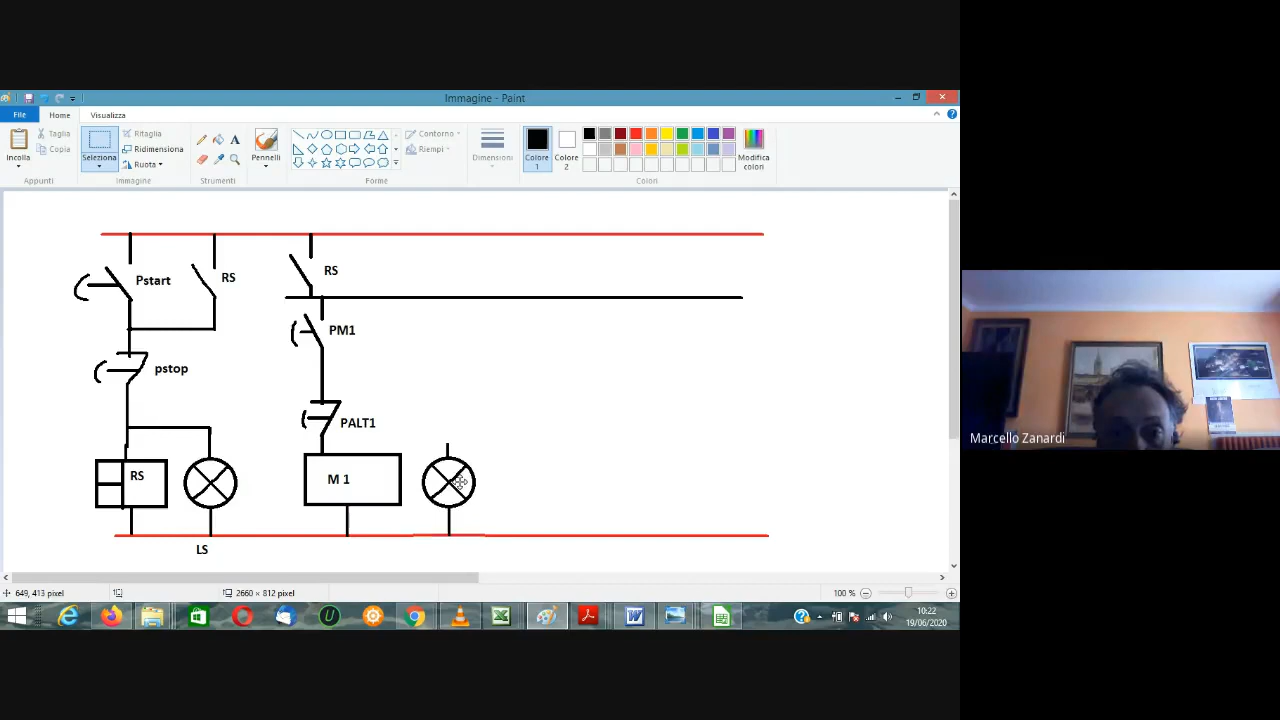 Immagine - Paint
File
Home
Visualizza
Incolla
Taglia
Copia
Appunti
Seleziona
Ritaglia
Ridimensiona
Ruota
Immagine
Strumenti
Pennelli
Contorno
Riempi
Forme
Dimensioni
Colore
1
Colore
2
Modifica
colori
Colori
Pstart
RS
RS
PM1
pstop
PALT1
RS
M 1
LS
Marcello Zanardi
649, 413 pixel
2660 × 812 pixel
100 %
10:22
19/06/2020